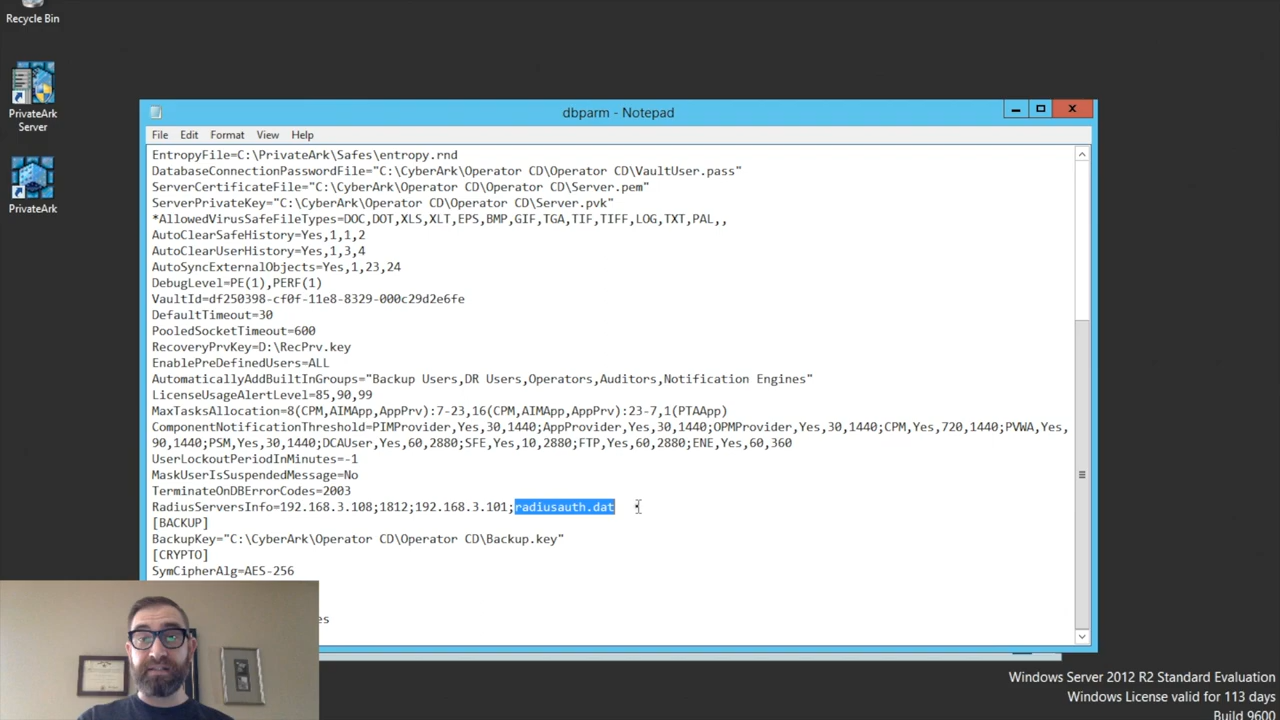 Recycle Bin
PrivateArk
Server
PrivateArk
dbparm - Notepad
File Edit Format View Help
EntropyFile=C:\PrivateArk\Safes\entropy.rnd
DatabaseConnectionPasswordFile="C:\CyberArk\Operator CD\Operator CD\VaultUser.pass"
ServerCertificateFile="C:\CyberArk\Operator CD\Operator CD\Server.pem"
ServerPrivateKey="C:\CyberArk\Operator CD\Operator CD\Server.pvk"
*AllowedVirusSafeFileTypes=DOC,DOT,XLS,XLT,EPS,BMP,GIF,TGA,TIF,TIFF,LOG,TXT,PAL,,
AutoClearSafeHistory=Yes,1,1,2
AutoClearUserHistory=Yes,1,3,4
AutoSyncExternalObjects=Yes,1,23,24
DebugLevel=PE(1),PERF(1)
VaultId=df250398-cf0f-11e8-8329-000c29d2e6fe
DefaultTimeout=30
PooledSocketTimeout=600
RecoveryPrvKey=D:\RecPrv.key
EnablePreDefinedUsers=ALL
AutomaticallyAddBuiltInGroups="Backup Users,DR Users,Operators,Auditors,Notification Engines"
LicenseUsageAlertLevel=85,90,99
MaxTasksAllocation=8(CPM,AIMApp,AppPrv):7-23,16(CPM,AIMApp,AppPrv):23-7,1(PTAApp)
ComponentNotificationThreshold=PIMProvider,Yes,30,1440;AppProvider,Yes,30,1440;OPMProvider,Yes,30,1440;CPM,Yes,720,1440;PVWA,Yes,
90,1440;PSM,Yes,30,1440;DCAUser,Yes,60,2880;SFE,Yes,10,2880;FTP,Yes,60,2880;ENE,Yes,60,360
UserLockoutPeriodInMinutes=-1
MaskUserIsSuspendedMessage=No
TerminateOnDBErrorCodes=2003
RadiusServersInfo=192.168.3.108;1812;192.168.3.101;radiusauth.dat
[BACKUP]
BackupKey="C:\CyberArk\Operator CD\Operator CD\Backup.key"
[CRYPTO]
SymCipherAlg=AES-256
es
Windows Server 2012 R2 Standard Evaluation
Windows License valid for 113 days
Build 9600